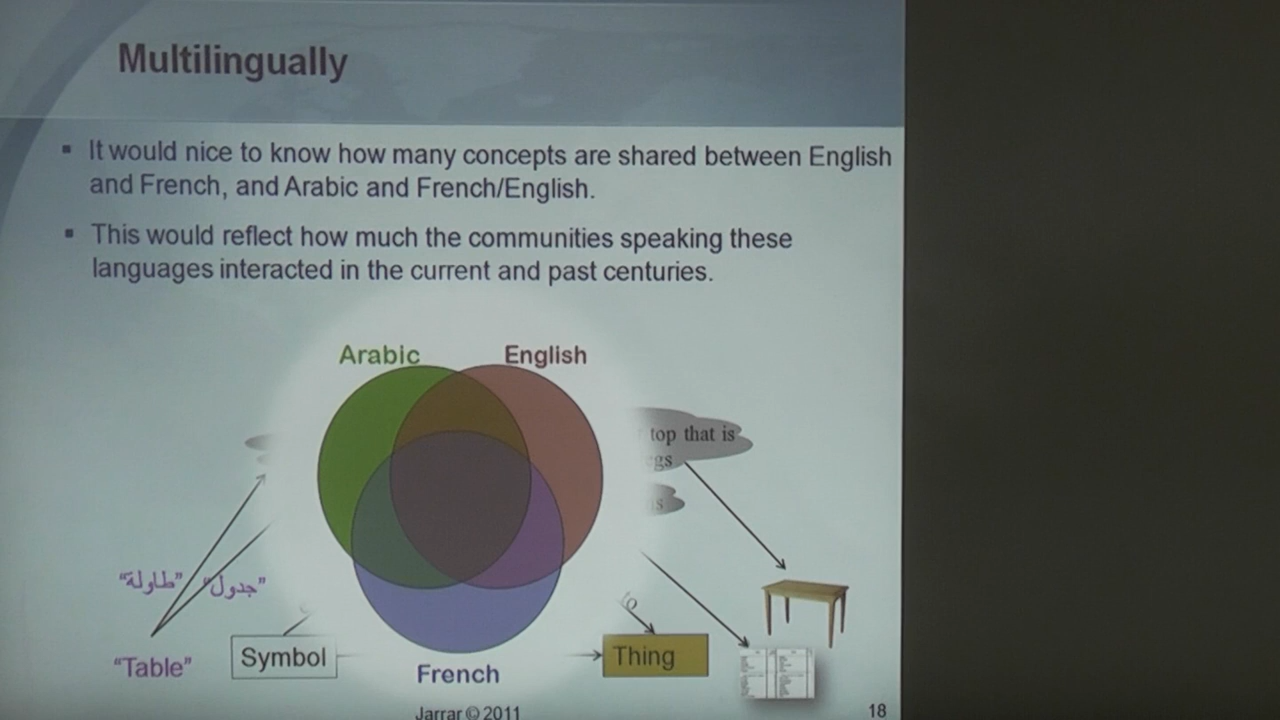 Multilingually
▪ It would nice to know how many concepts are shared between English
and French, and Arabic and French/English.
▪ This would reflect how much the communities speaking these
languages interacted in the current and past centuries.
Arabic
English
top that is
"طاولة"
"جدول"
to
"Table"
Symbol
Thing
French
Jarrar © 2011
18